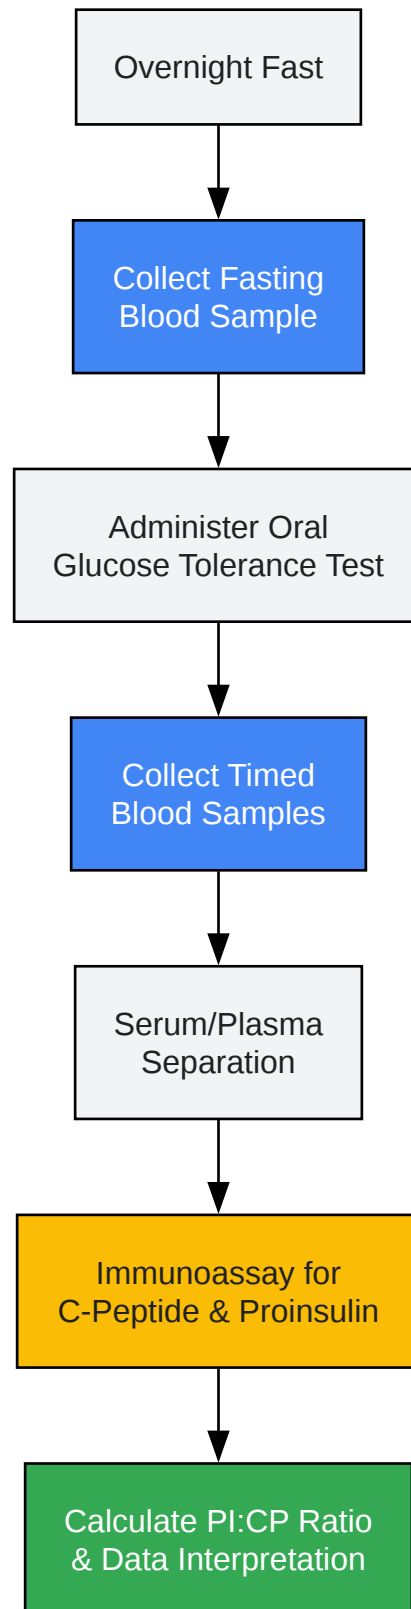 Overnight Fast
Collect Fasting
Blood Sample
Administer Oral
Glucose Tolerance Test
Collect Timed
Blood Samples
Serum/Plasma
Separation
Immunoassay for
C-Peptide & Proinsulin
Calculate PI:CP Ratio
& Data Interpretation